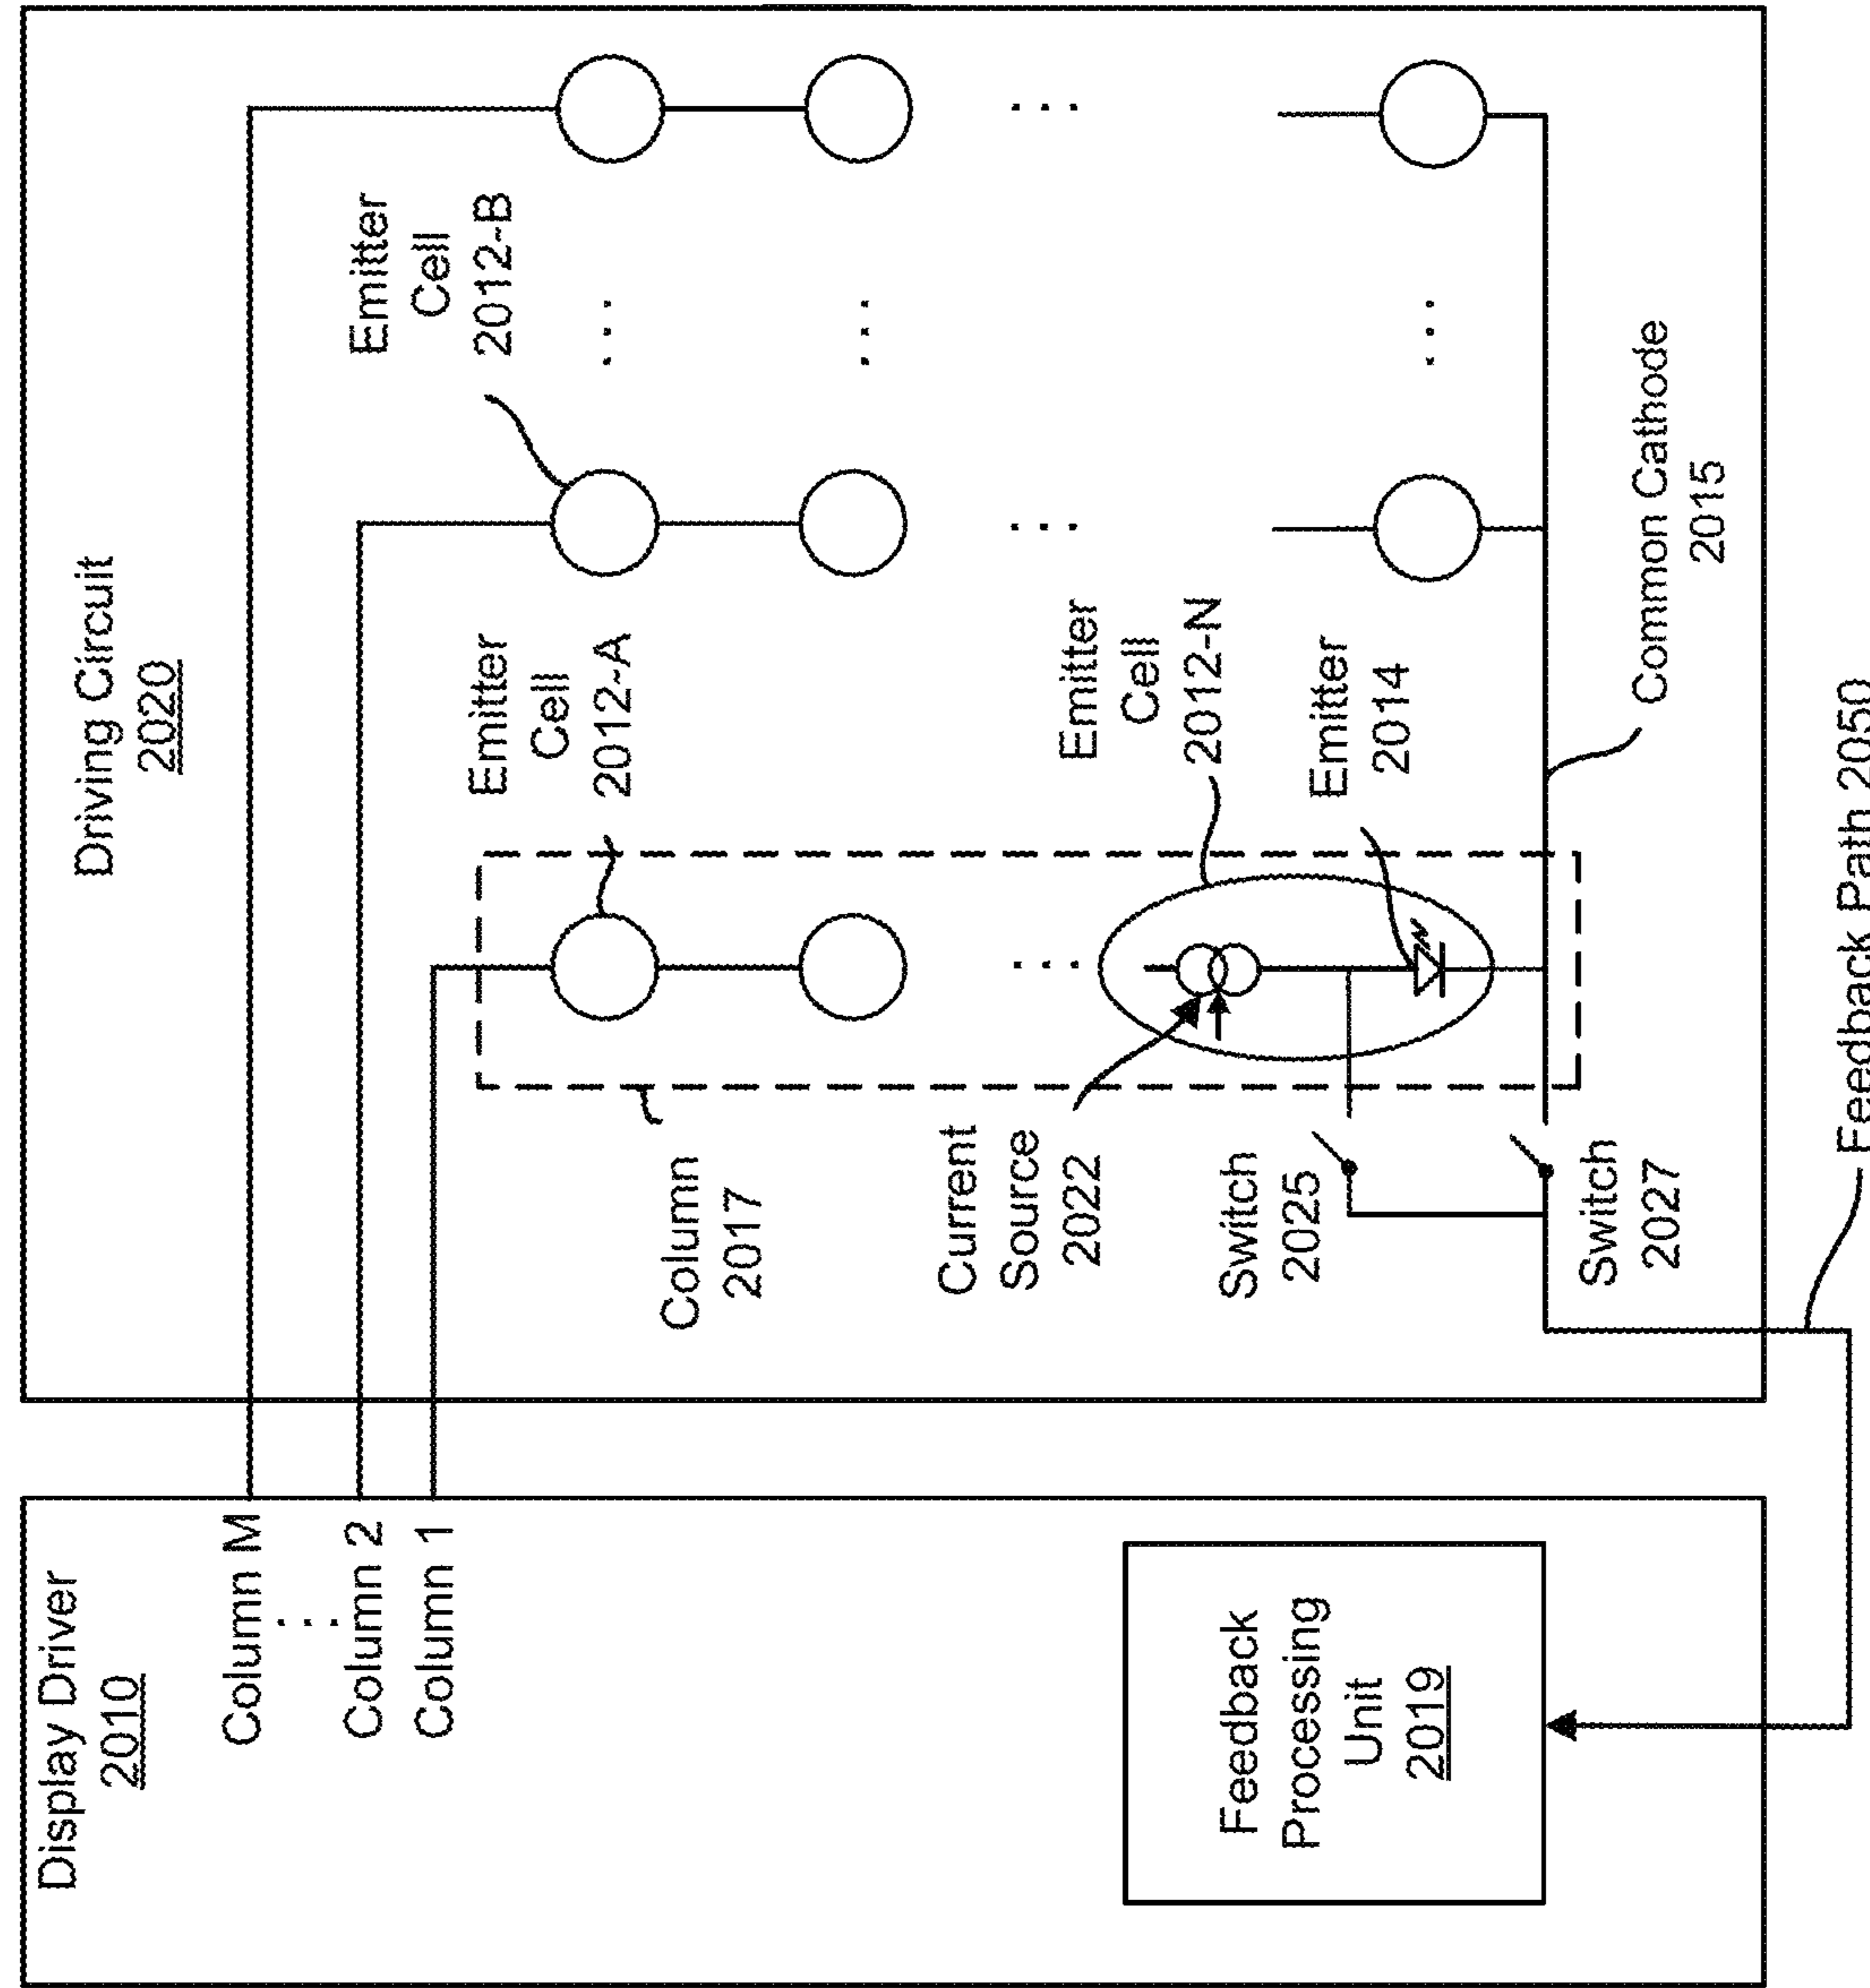 Display Driver
2010
Column M
Column 2
Column 1
Feedback
Processing
Unit
2019
Driving Circuit
2020
Emitter
Cell
2012-A
Emitter
Cell
2012-B
Column
2017
Current
Source
2022
Emitter
Cell
2012-N
Emitter
2014
Switch
2025
Switch
2027
Common Cathode
2015
Feedback Path 2050